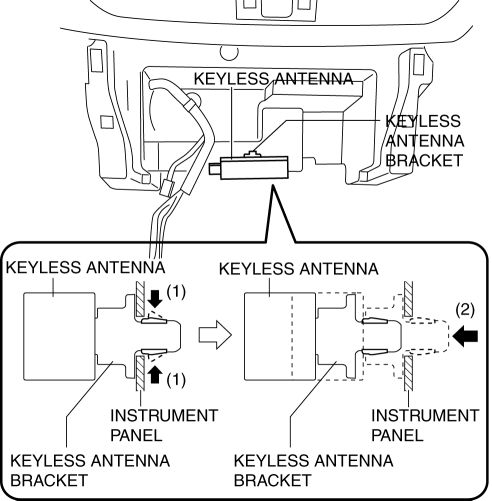 KEYLESS ANTENNA
KEYLESS
ANTENNA
BRACKET
KEYLESS ANTENNA
(1)
(1)
INSTRUMENT
PANEL
KEYLESS ANTENNA
BRACKET
KEYLESS ANTENNA
(2)
INSTRUMENT
PANEL
KEYLESS ANTENNA
BRACKET